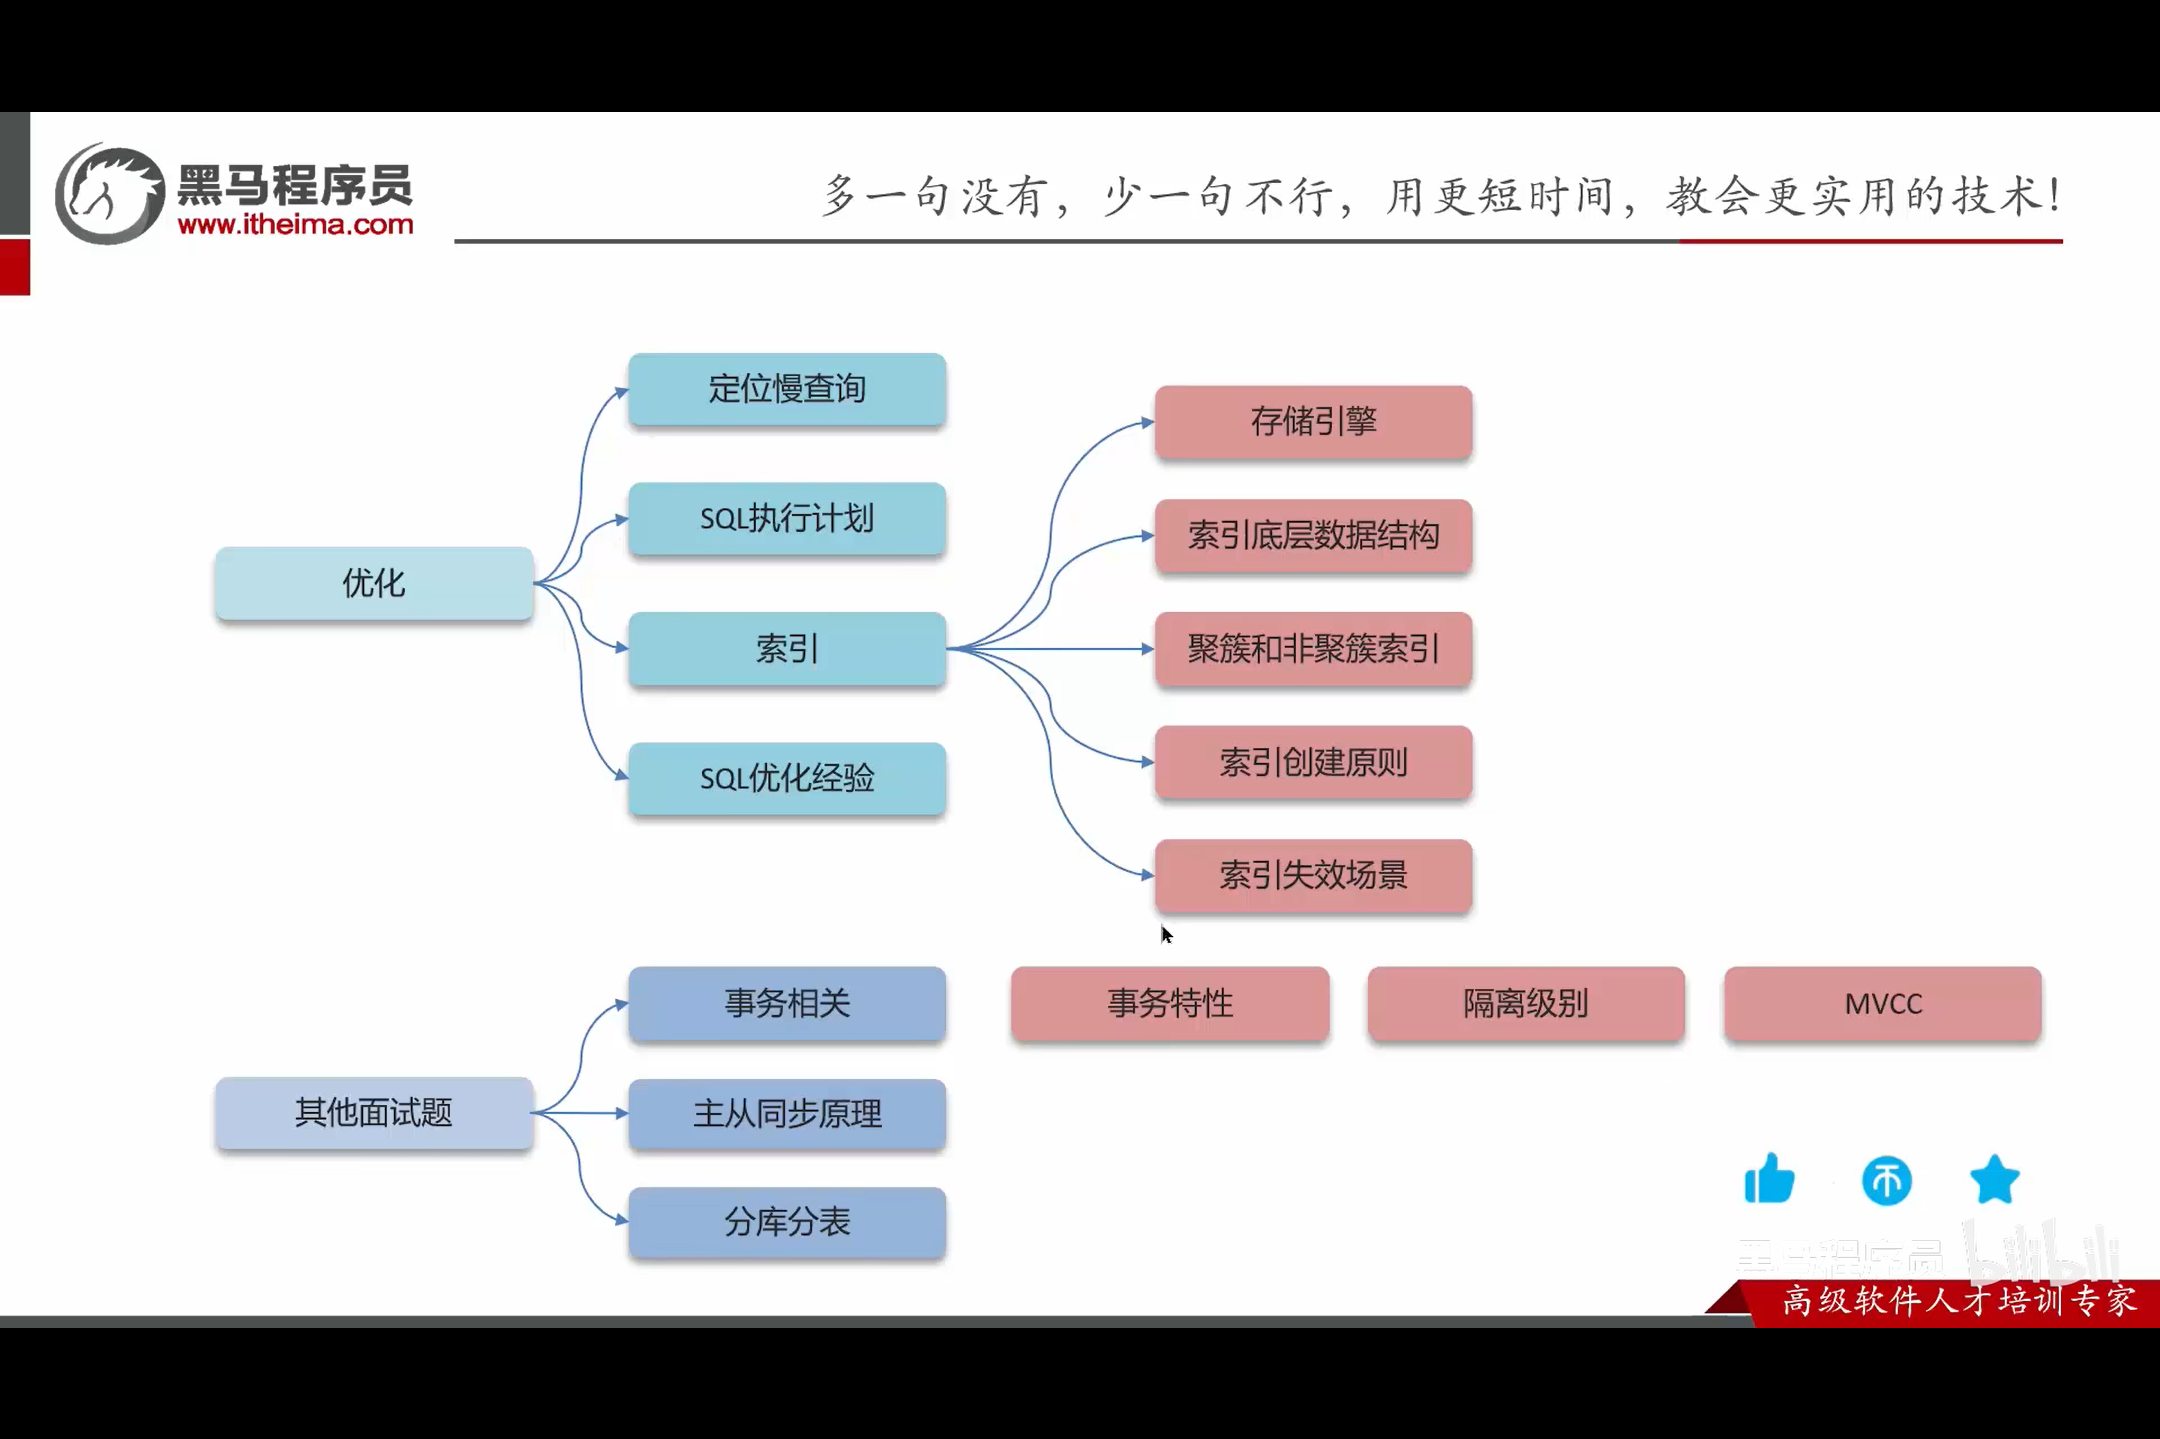 黑马程序员
www.itheima.com
多一句没有，少一句不行，用更短时间，教会更实用的技术！
优化
定位慢查询
SQL执行计划
索引
SQL优化经验
存储引擎
索引底层数据结构
聚簇和非聚簇索引
索引创建原则
索引失效场景
其他面试题
事务相关
主从同步原理
分库分表
事务特性
隔离级别
MVCC
黑马程序员 bilibili
高级软件人才培训专家